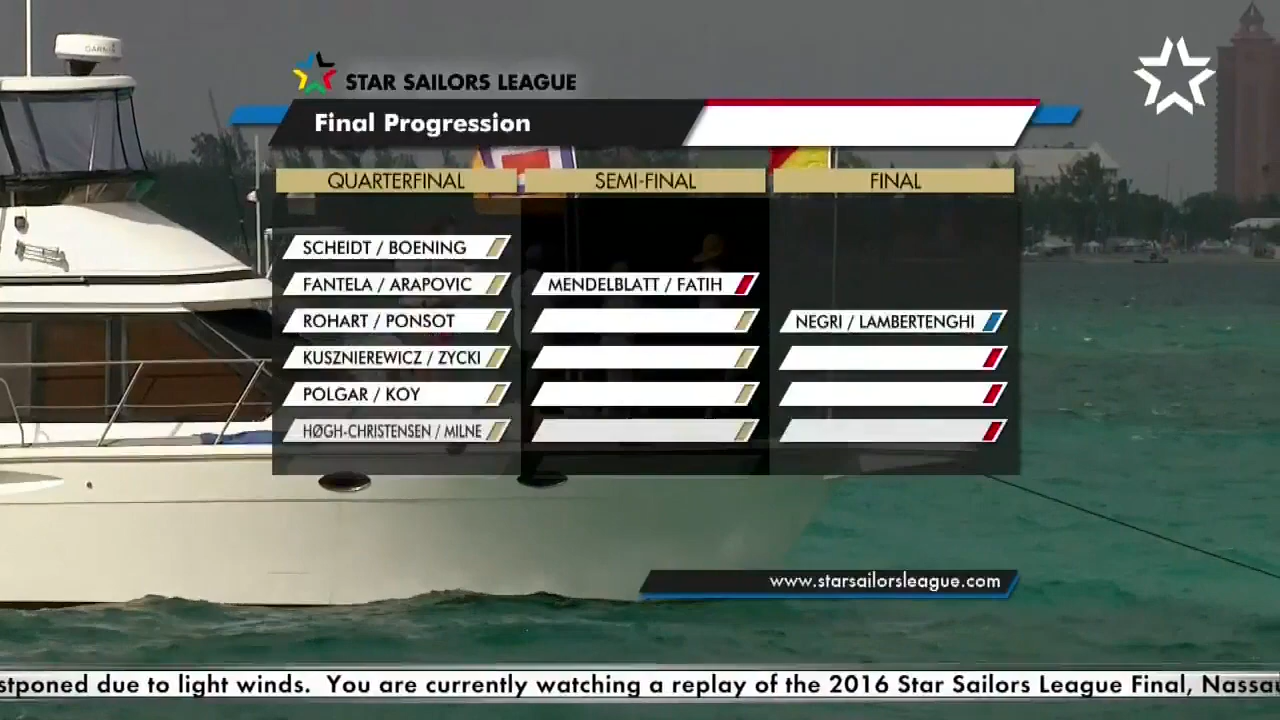 GARMIN
STAR SAILORS LEAGUE
Final Progression
QUARTERFINAL
SEMI-FINAL
FINAL
SCHEIDT / BOENING
FANTELA / ARAPOVIC
MENDELBLATT / FATIH
ROHART / PONSOT
NEGRI / LAMBERTENGHI
KUSZNIEREWICZ / ZYCKI
POLGAR / KOY
HØGH-CHRISTENSEN / MILNE
www.starsailorsleague.com
stponed due to light winds. You are currently watching a replay of the 2016 Star Sailors League Final, Nassau